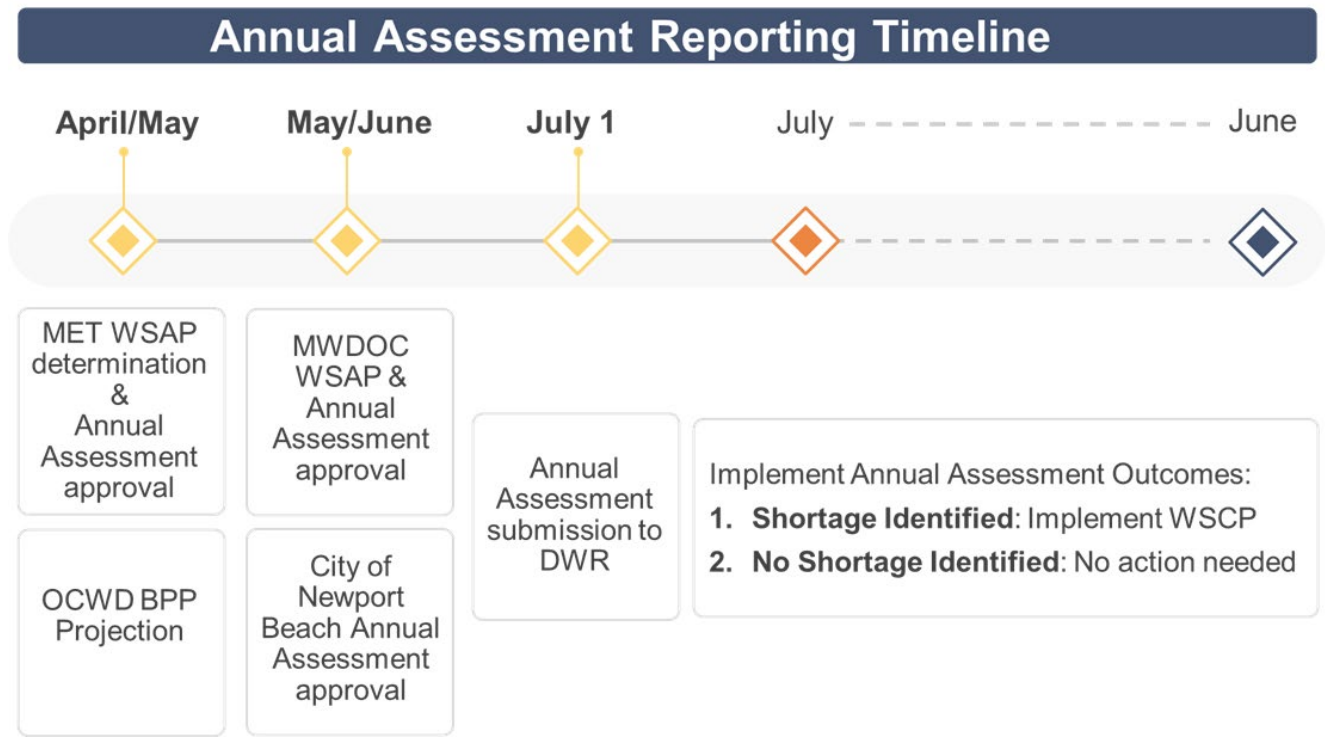 Annual Assessment Reporting Timeline
April/May
May/June
July 1
July
June
MET WSAP
determination
&
Annual
Assessment
approval
OCWD BPP
Projection
MWDOC
WSAP &
Annual
Assessment
approval
City of
Newport
Beach Annual
Assessment
approval
Annual
Assessment
submission to
DWR
Implement Annual Assessment Outcomes:
1. Shortage Identified: Implement WSCP
2. No Shortage Identified: No action needed